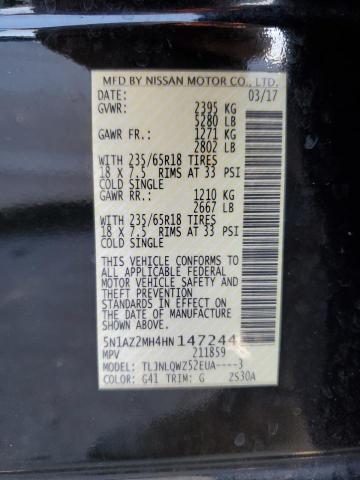 MFD BY NISSAN MOTOR CO., LTD.
DATE: 03/17
GVWR: 2395 KG
5280 LB
GAWR FR.: 1271 KG
2802 LB
WITH 235/65R18 TIRES
18 X 7.5 RIMS AT 33 PSI
COLD SINGLE
GAWR RR.: 1210 KG
2667 LB
WITH 235/65R18 TIRES
18 X 7.5 RIMS AT 33 PSI
COLD SINGLE
THIS VEHICLE CONFORMS TO
ALL APPLICABLE FEDERAL
MOTOR VEHICLE SAFETY
AND THEFT PREVENTION
STANDARDS IN EFFECT ON
THE DATE OF MANUFACTURE
SHOWN ABOVE.
5N1AZ2MH4HN 147244
MPV 211859
MODEL: TLJNLQWZ52EUA----3
COLOR: G41 TRIM: G 2S30A